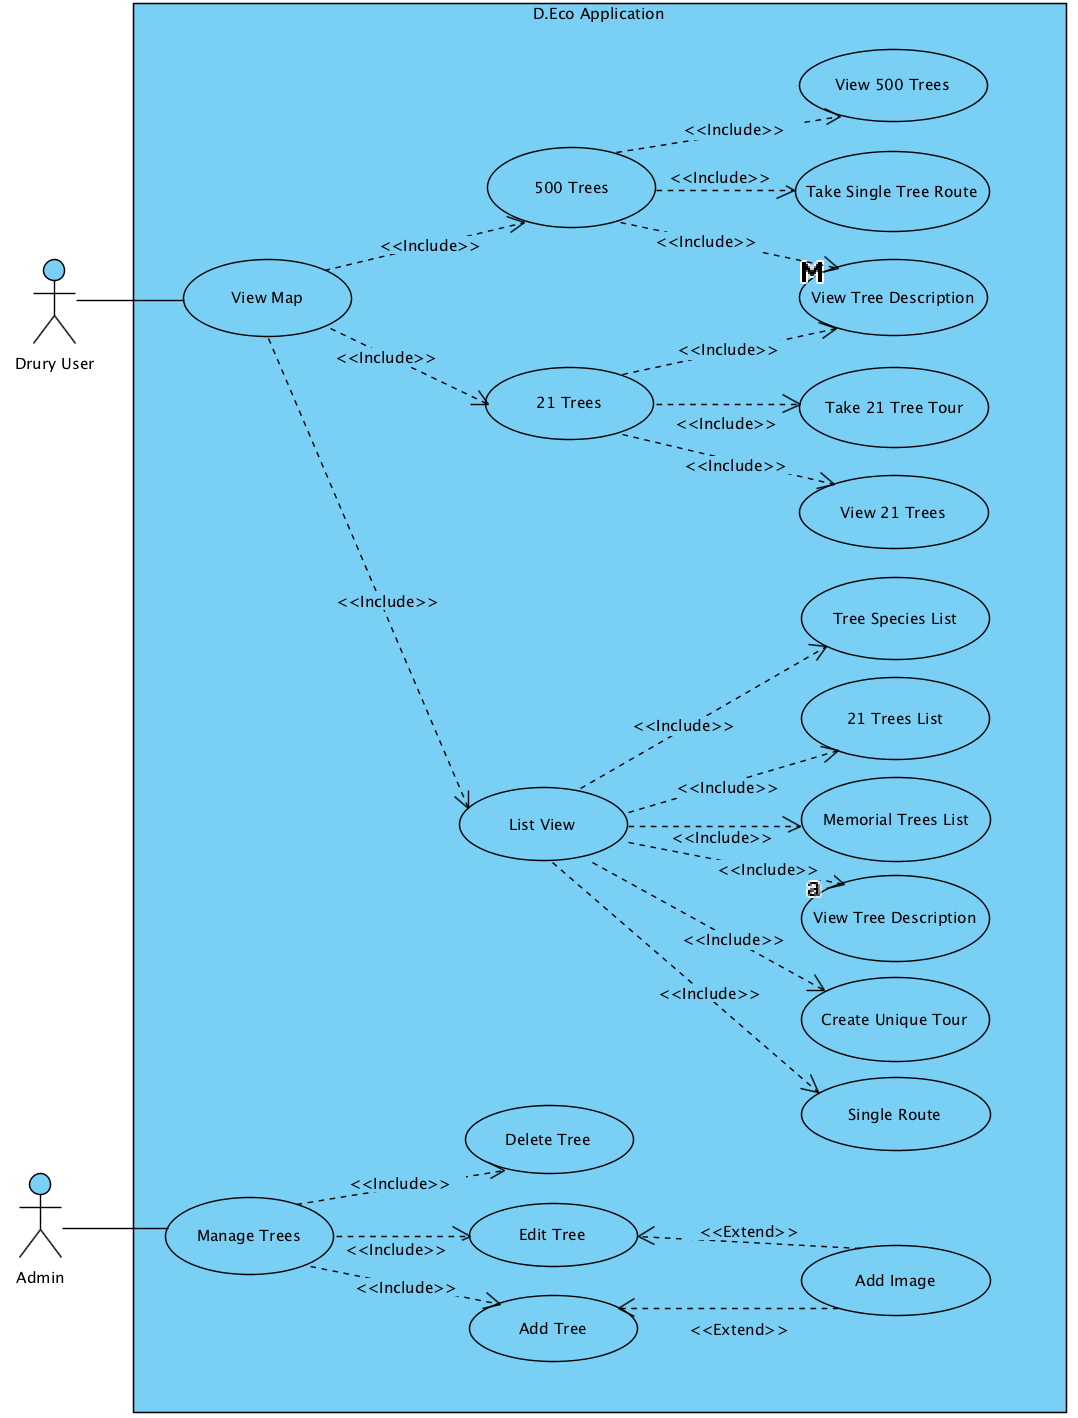 D.Eco Application
View 500 Trees
<<Include>>
500 Trees
<<Include>>
Take Single Tree Route
<<Include>>
<<Include>>
M
View Map
View Tree Description
Drury User
<<Include>>
<<Include>>
21 Trees
Take 21 Tree Tour
<<Include>>
<<Include>>
View 21 Trees
<<Include>>
Tree Species List
<<Include>>
21 Trees List
<<Include>>
List View
Memorial Trees List
<<Include>>
<<Include>>
a
View Tree Description
<<Include>>
<<Include>>
Create Unique Tour
Single Route
Delete Tree
<<Include>>
Manage Trees
Edit Tree
<<Extend>>
<<Include>>
Admin
Add Image
<<Include>>
Add Tree
<<Extend>>